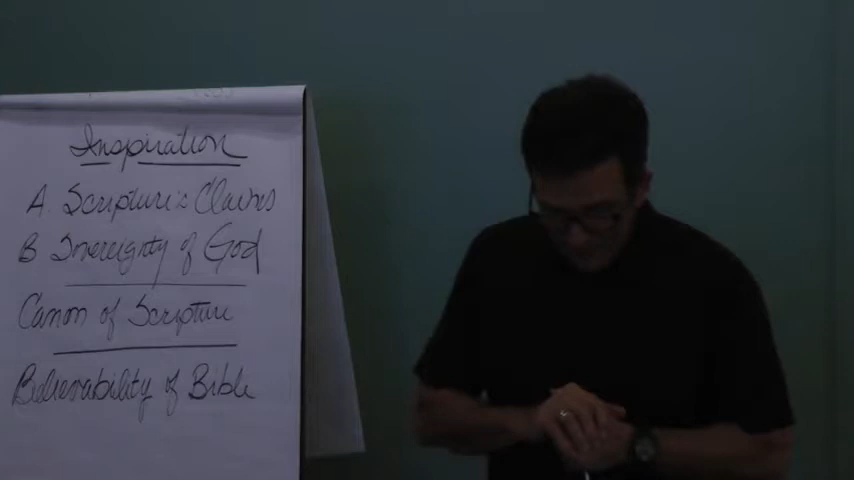 Inspiration
A. Scripture's Claims
B Sovereignty of God
Canon of Scripture
Believability of Bible